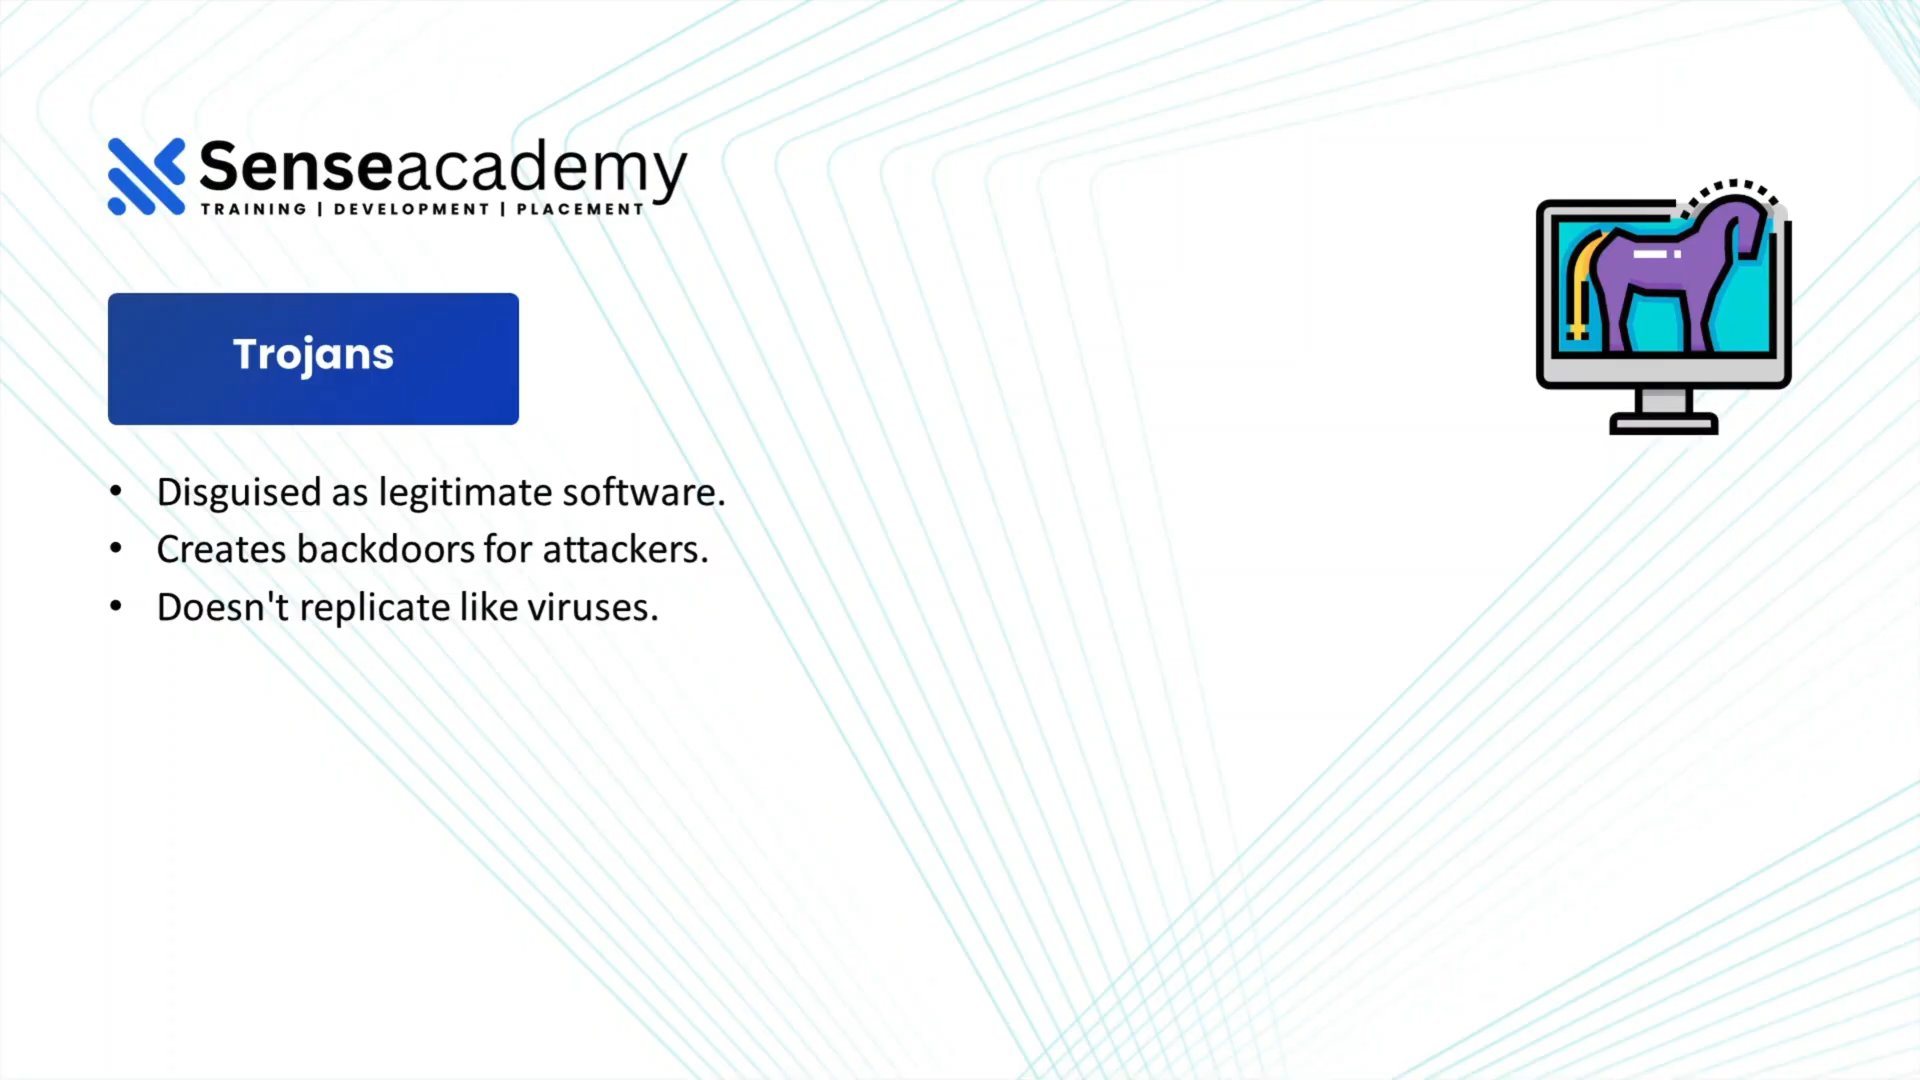 Senseacademy
TRAINING | DEVELOPMENT | PLACEMENT
Trojans
• Disguised as legitimate software.
• Creates backdoors for attackers.
• Doesn't replicate like viruses.